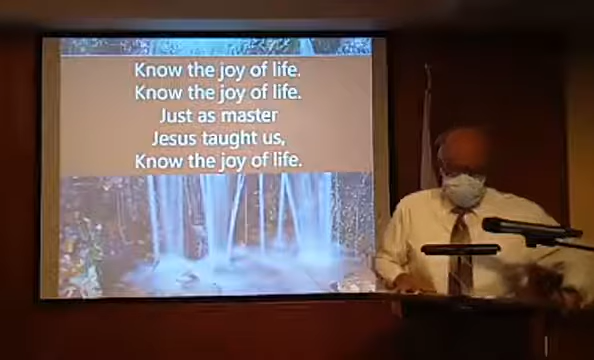 Know the joy of life.
Know the joy of life.
Just as master
Jesus taught us,
Know the joy of life.